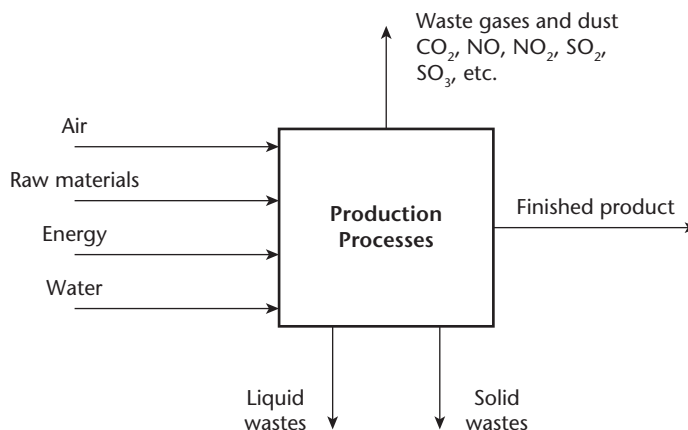 Waste gases and dust
CO₂, NO, NO₂, SO₂,
SO₃, etc.
Air
Raw materials
Energy
Water
Production
Processes
Finished product
Liquid
wastes
Solid
wastes